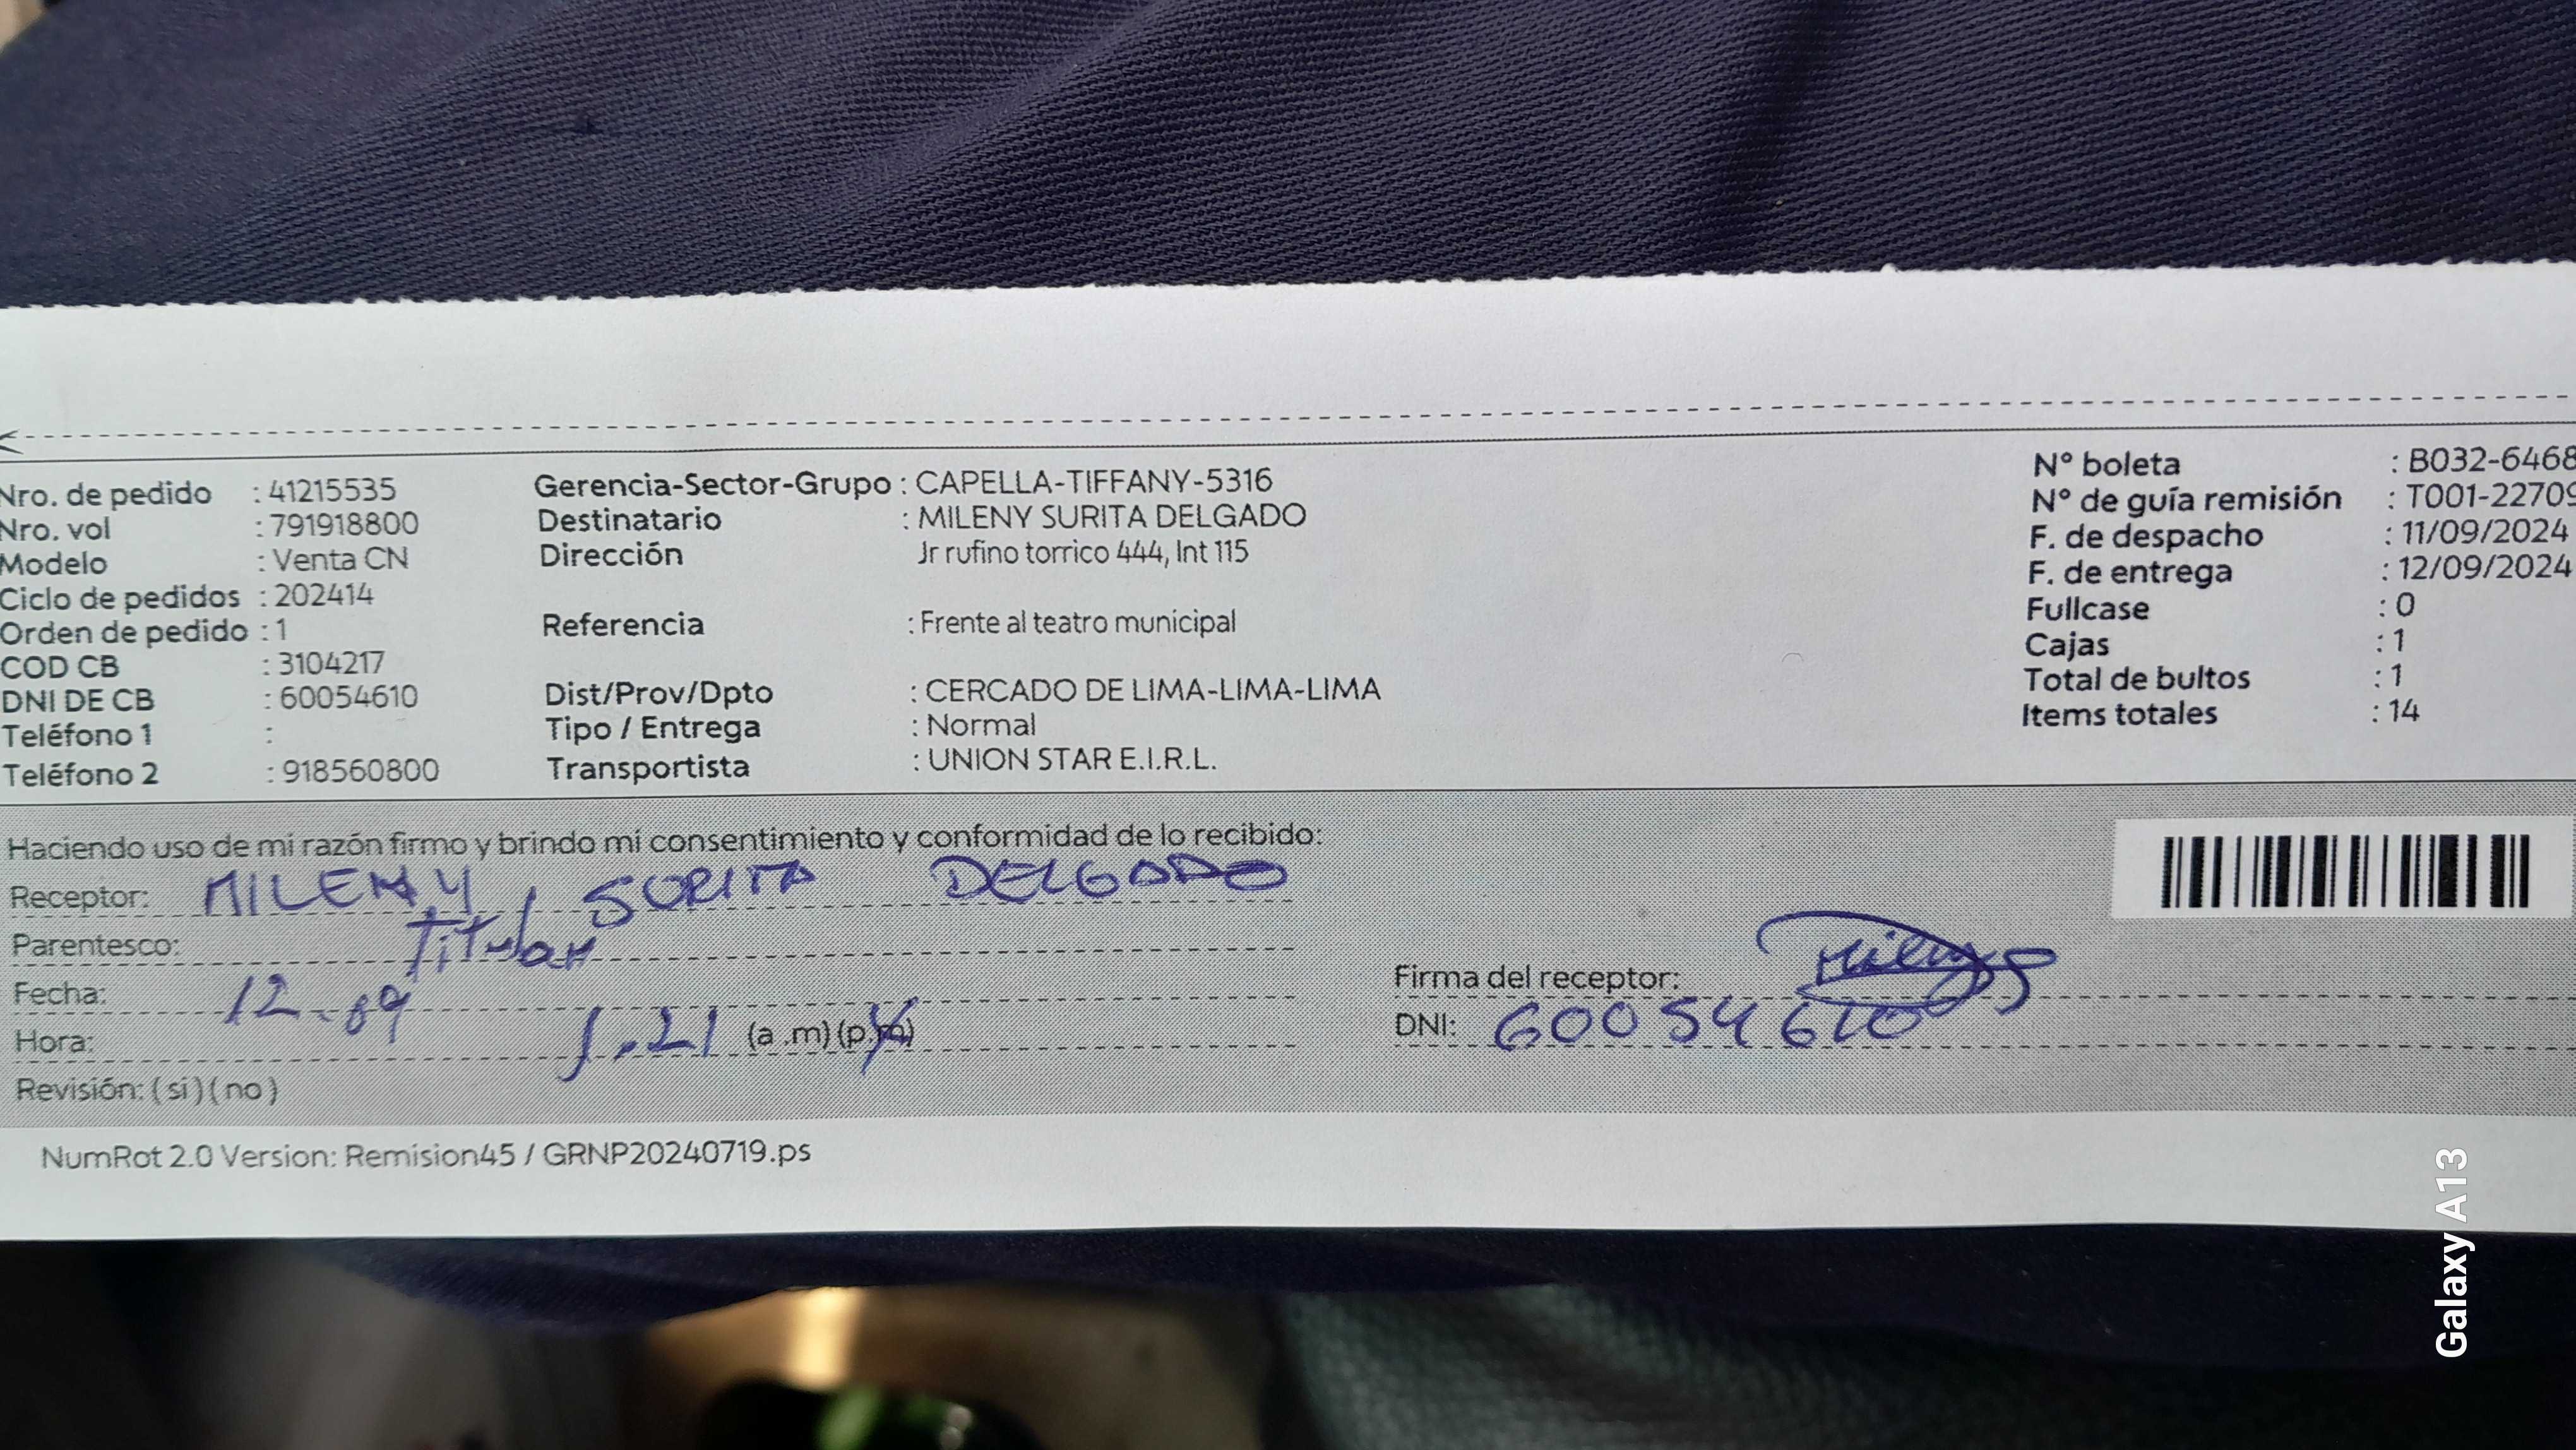 Nro. de pedido : 41215535
Nro. vol : 791918800
Modelo : Venta CN
Ciclo de pedidos : 202414
Orden de pedido : 1
COD CB : 3104217
DNI DE CB : 60054610
Teléfono 1 :
Teléfono 2 : 918560800
Gerencia-Sector-Grupo : CAPELLA-TIFFANY-5316
Destinatario : MILENY SURITA DELGADO
Dirección Jr rufino torrico 444, Int 115
Referencia : Frente al teatro municipal
Dist/Prov/Dpto : CERCADO DE LIMA-LIMA-LIMA
Tipo / Entrega : Normal
Transportista : UNION STAR E.I.R.L.
N° boleta : B032-6468
N° de guía remisión : T001-22709
F. de despacho : 11/09/2024
F. de entrega : 12/09/2024
Fullcase : 0
Cajas : 1
Total de bultos : 1
Items totales : 14
Haciendo uso de mi razón firmo y brindo mi consentimiento y conformidad de lo recibido:
Receptor: MILENY SURITA DELGADO
Parentesco: Titular
Fecha: 12-09
Hora: 1.21 (a .m) (p.m)
Revisión: ( si ) ( no )
Firma del receptor: Mileny
DNI: 60054610
NumRot 2.0 Version: Remision45 / GRNP20240719.ps
Galaxy A13